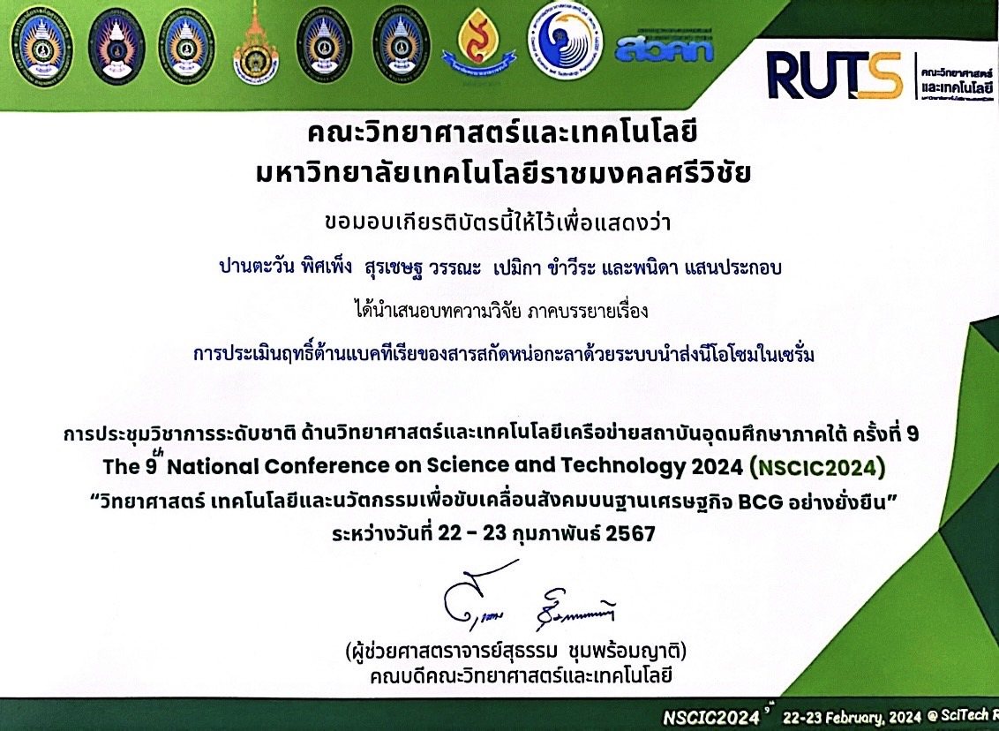 สวคท
RUTS
คณะวิทยาศาสตร์
และเทคโนโลยี
คณะวิทยาศาสตร์และเทคโนโลยี
มหาวิทยาลัยเทคโนโลยีราชมงคลศรีวิชัย
ขอมอบเกียรติบัตรนี้ให้ไว้เพื่อแสดงว่า
ปานตะวัน พิศเพ็ง สุรเชษฐ วรรณะ เปมิกา ขำวีระ และพนิดา แสนประกอบ
ได้นำเสนอบทความวิจัย ภาคบรรยายเรื่อง
การประเมินฤทธิ์ต้านแบคทีเรียของสารสกัดหน่อกะลาด้วยระบบนำส่งนีโอโซมในเซรั่ม
การประชุมวิชาการระดับชาติ ด้านวิทยาศาสตร์และเทคโนโลยีเครือข่ายสถาบันอุดมศึกษาภาคใต้ ครั้งที่ 9
The 9th National Conference on Science and Technology 2024 (NSCIC2024)
“วิทยาศาสตร์ เทคโนโลยีและนวัตกรรมเพื่อขับเคลื่อนสังคมบนฐานเศรษฐกิจ BCG อย่างยั่งยืน”
ระหว่างวันที่ 22 - 23 กุมภาพันธ์ 2567
(ผู้ช่วยศาสตราจารย์สุธรรม ชุมพร้อมญาติ)
คณบดีคณะวิทยาศาสตร์และเทคโนโลยี
NSCIC2024 9th 22-23 February, 2024 @ SciTech R